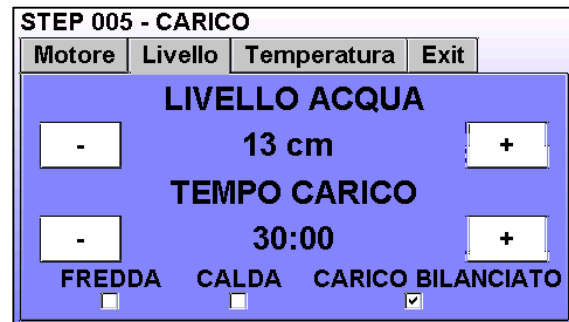 STEP 005 - CARICO
Motore Livello Temperatura Exit
LIVELLO ACQUA
- 13 cm +
TEMPO CARICO
- 30:00 +
FREDDA CALDA CARICO BILANCIATO